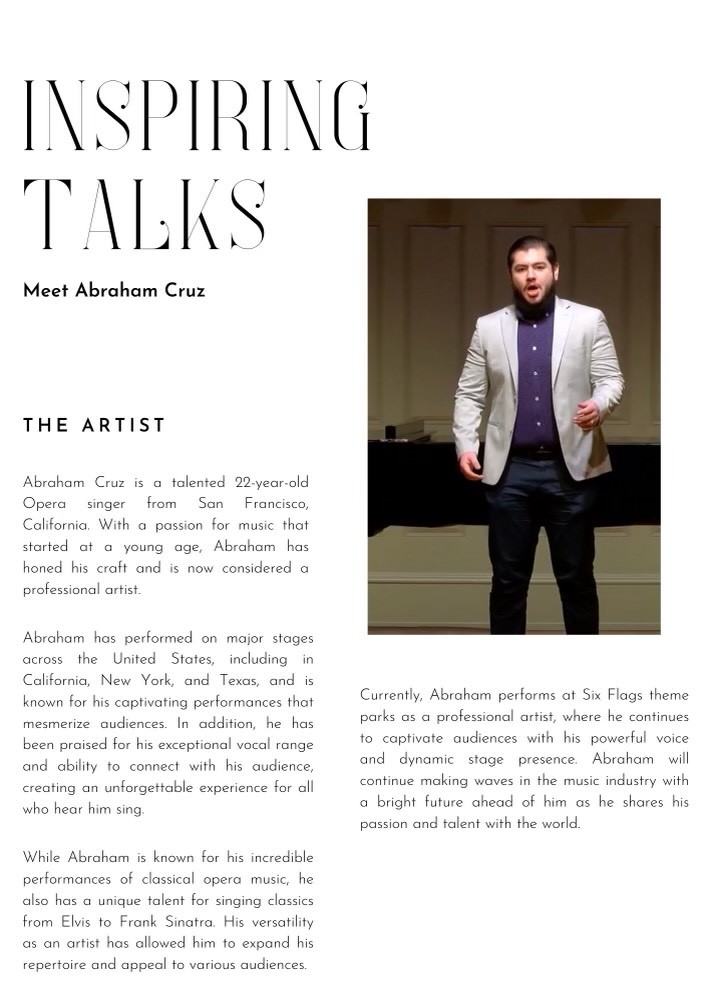 INSPIRING
TALKS
Meet Abraham Cruz
THE ARTIST
Abraham Cruz is a talented 22-year-old
Opera singer from San Francisco,
California. With a passion for music that
started at a young age, Abraham has
honed his craft and is now considered a
professional artist.
Abraham has performed on major stages
across the United States, including in
California, New York, and Texas, and is
known for his captivating performances that
mesmerize audiences. In addition, he has
been praised for his exceptional vocal range
and ability to connect with his audience,
creating an unforgettable experience for all
who hear him sing.
While Abraham is known for his incredible
performances of classical opera music, he
also has a unique talent for singing classics
from Elvis to Frank Sinatra. His versatility
as an artist has allowed him to expand his
repertoire and appeal to various audiences.
Currently, Abraham performs at Six Flags theme
parks as a professional artist, where he continues
to captivate audiences with his powerful voice
and dynamic stage presence. Abraham will
continue making waves in the music industry with
a bright future ahead of him as he shares his
passion and talent with the world.